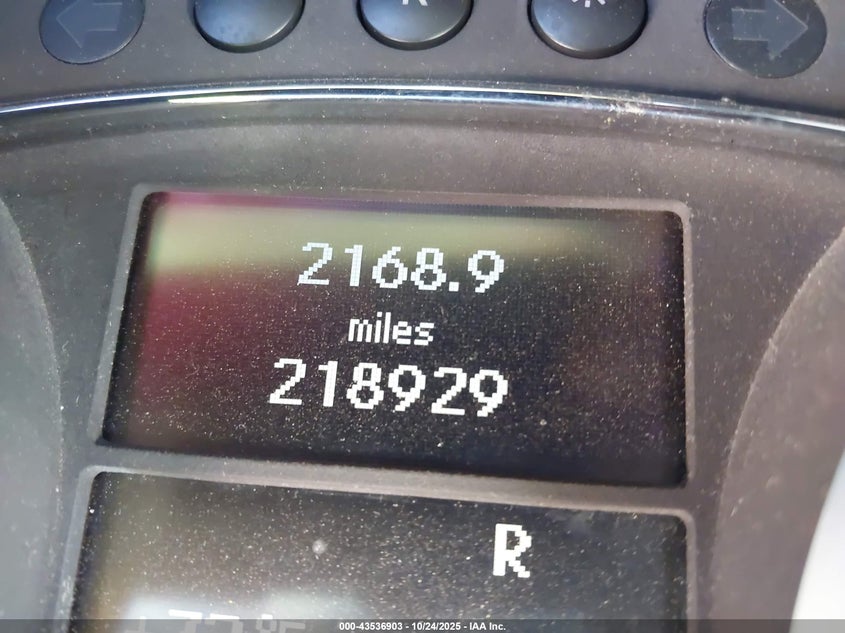 2168.9
miles
218929
R
000-43536903 - 10/24/2025 - IAA Inc.